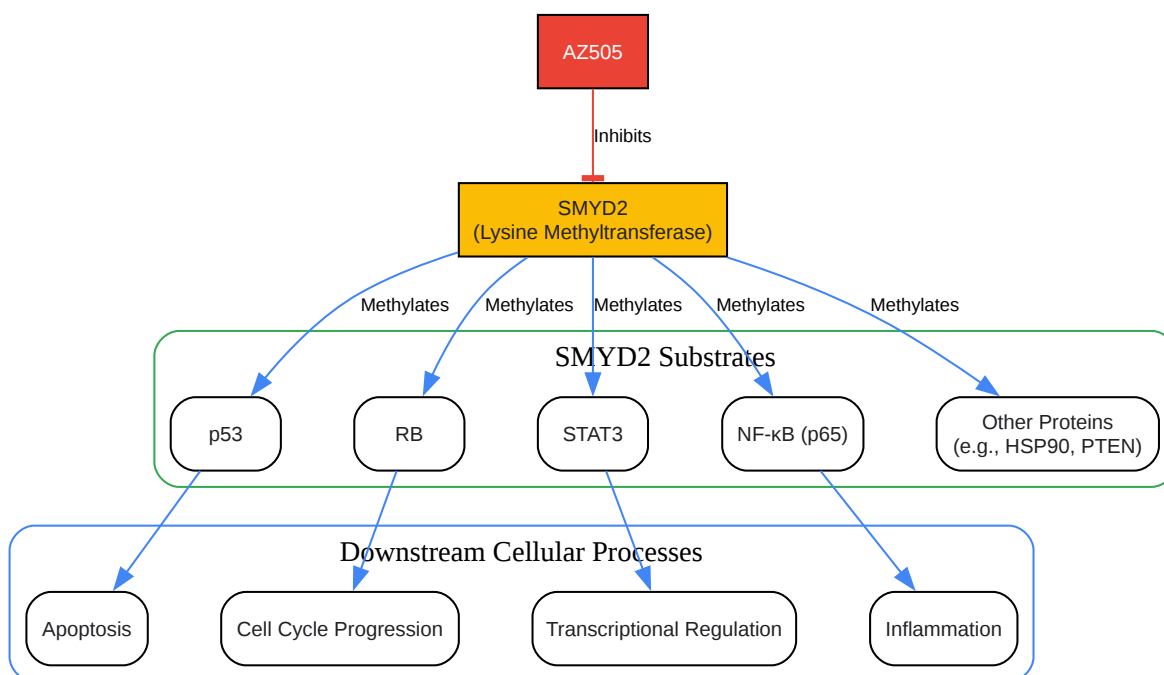 AZ505
Inhibits
SMYD2
(Lysine Methyltransferase)
Methylates
Methylates
Methylates
Methylates
Methylates
SMYD2 Substrates
p53
RB
STAT3
NF-κB (p65)
Other Proteins
(e.g., HSP90, PTEN)
Downstream Cellular Processes
Apoptosis
Cell Cycle Progression
Transcriptional Regulation
Inflammation